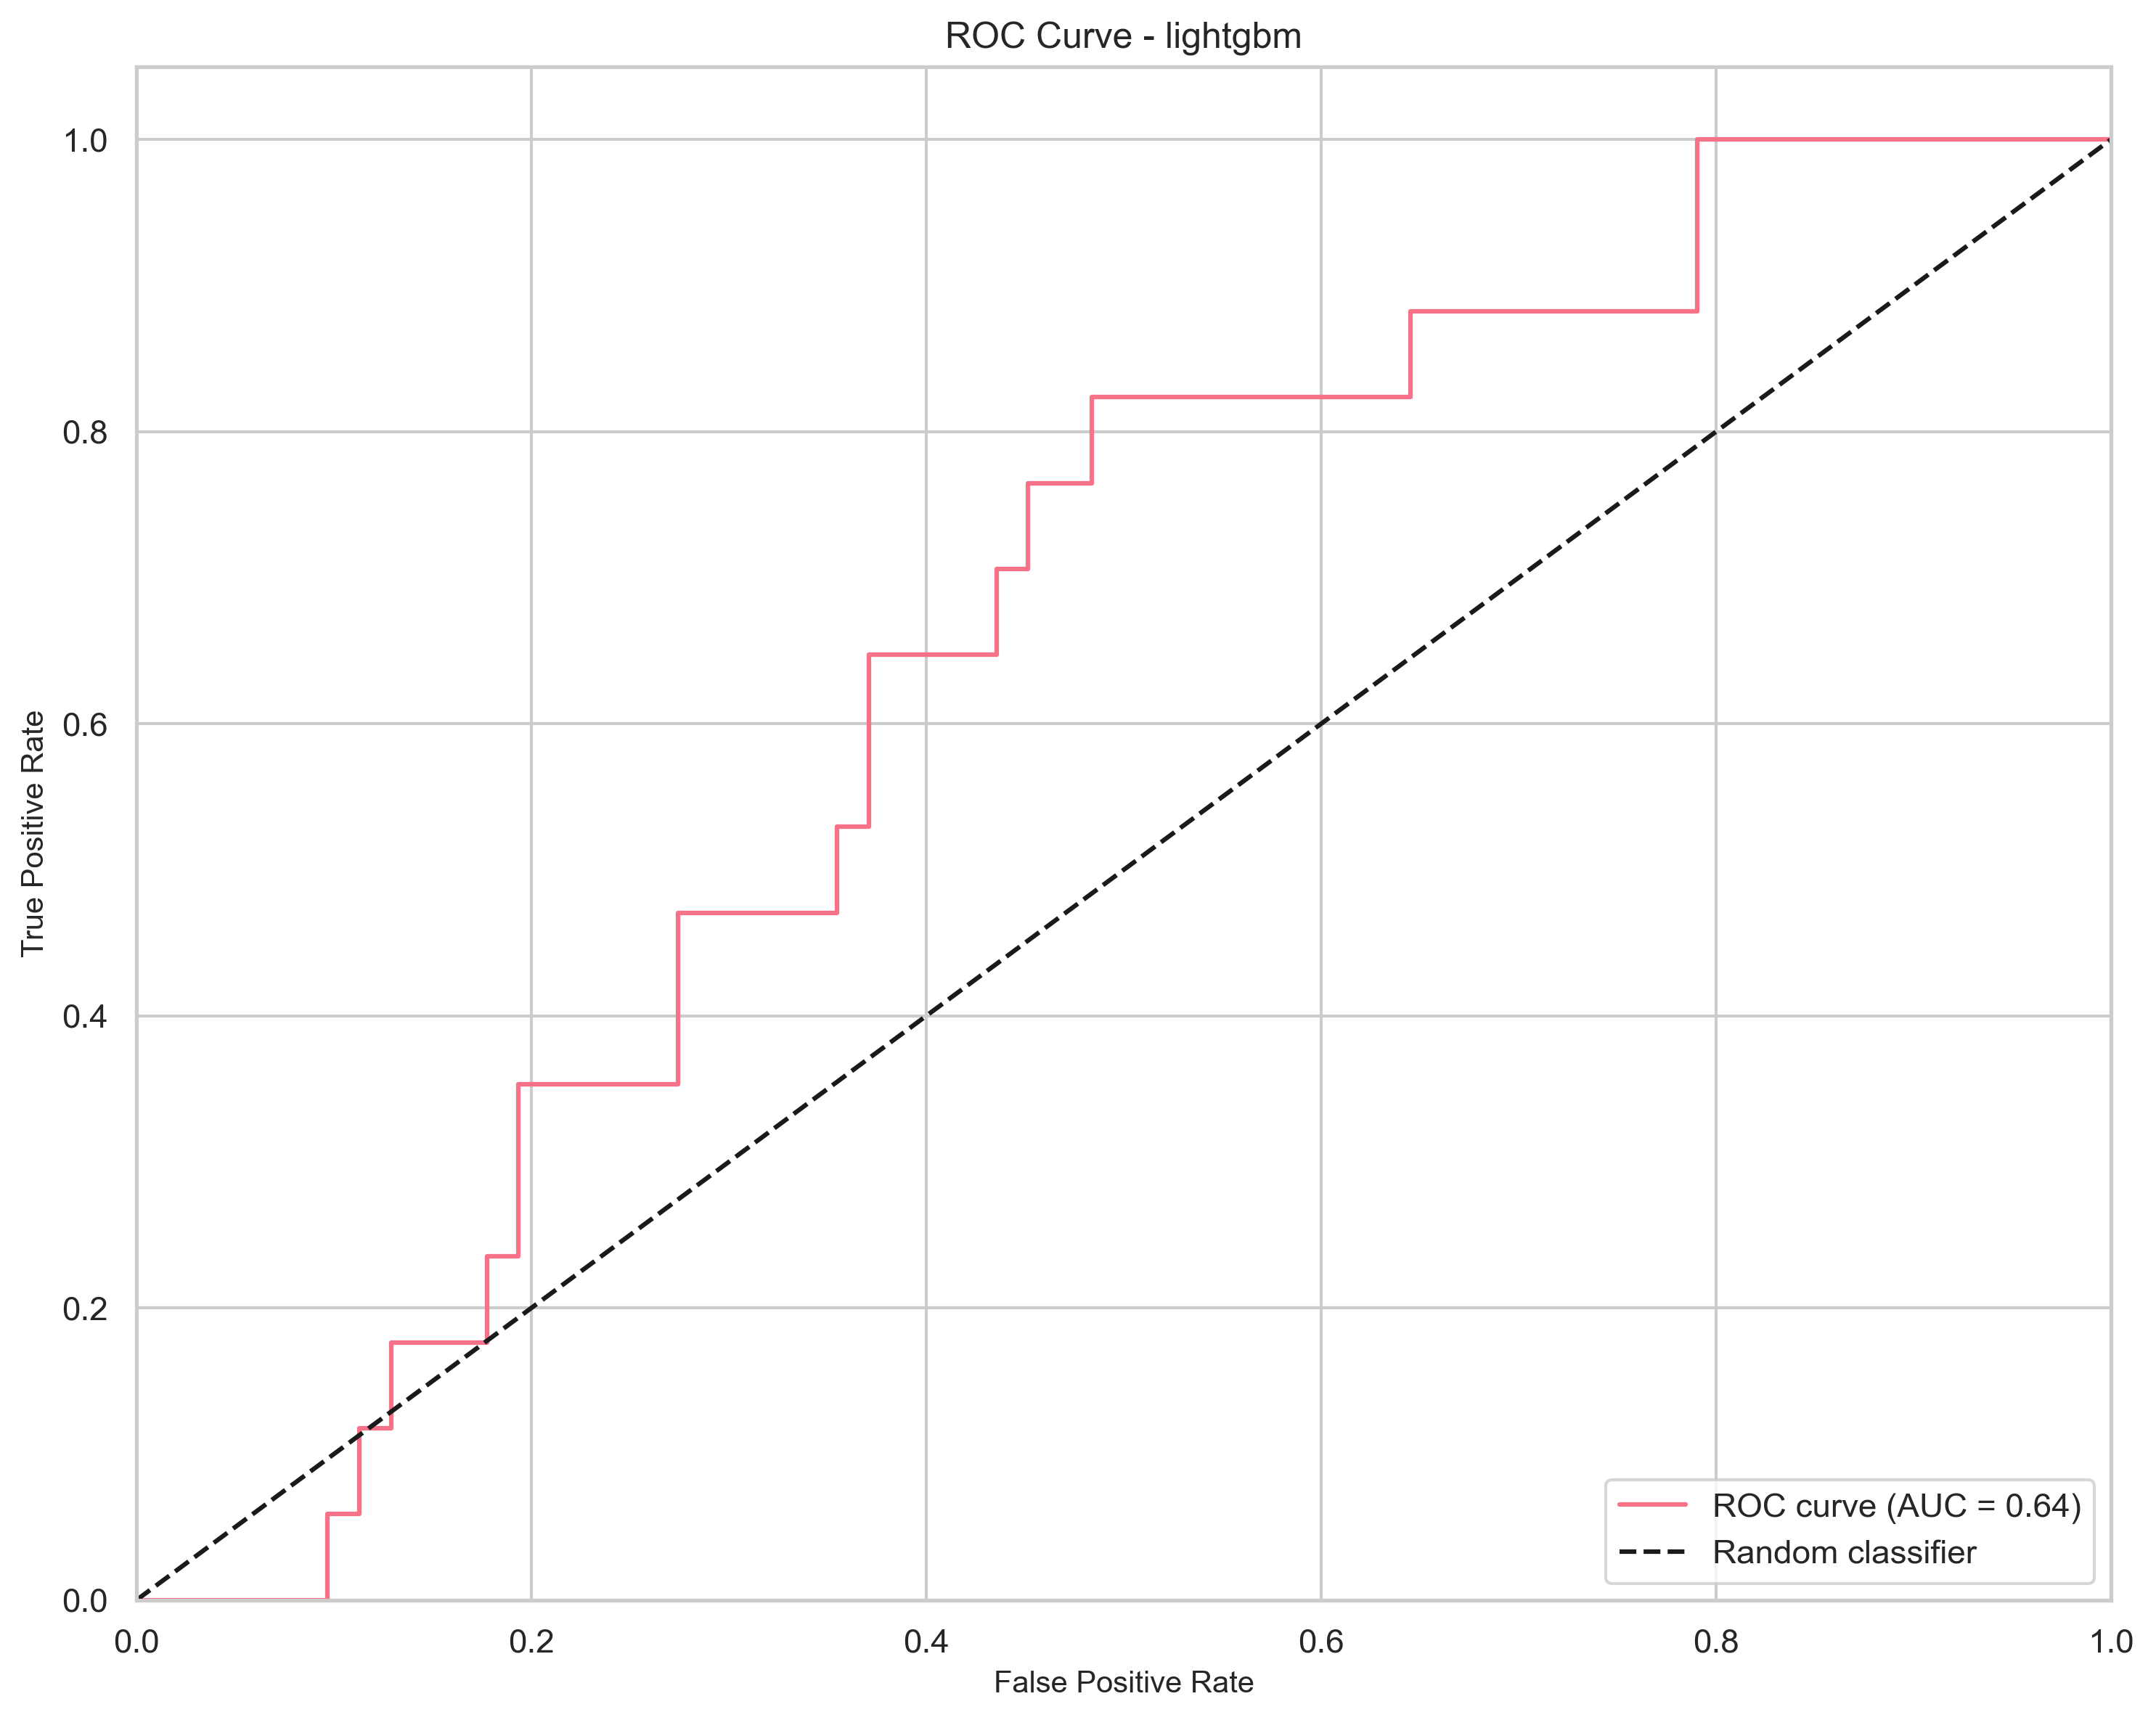 ROC Curve - lightgbm
1.0
0.8
0.6
0.4
0.2
0.0
True Positive Rate
0.0 0.2 0.4 0.6 0.8 1.0
False Positive Rate
ROC curve (AUC = 0.64)
Random classifier